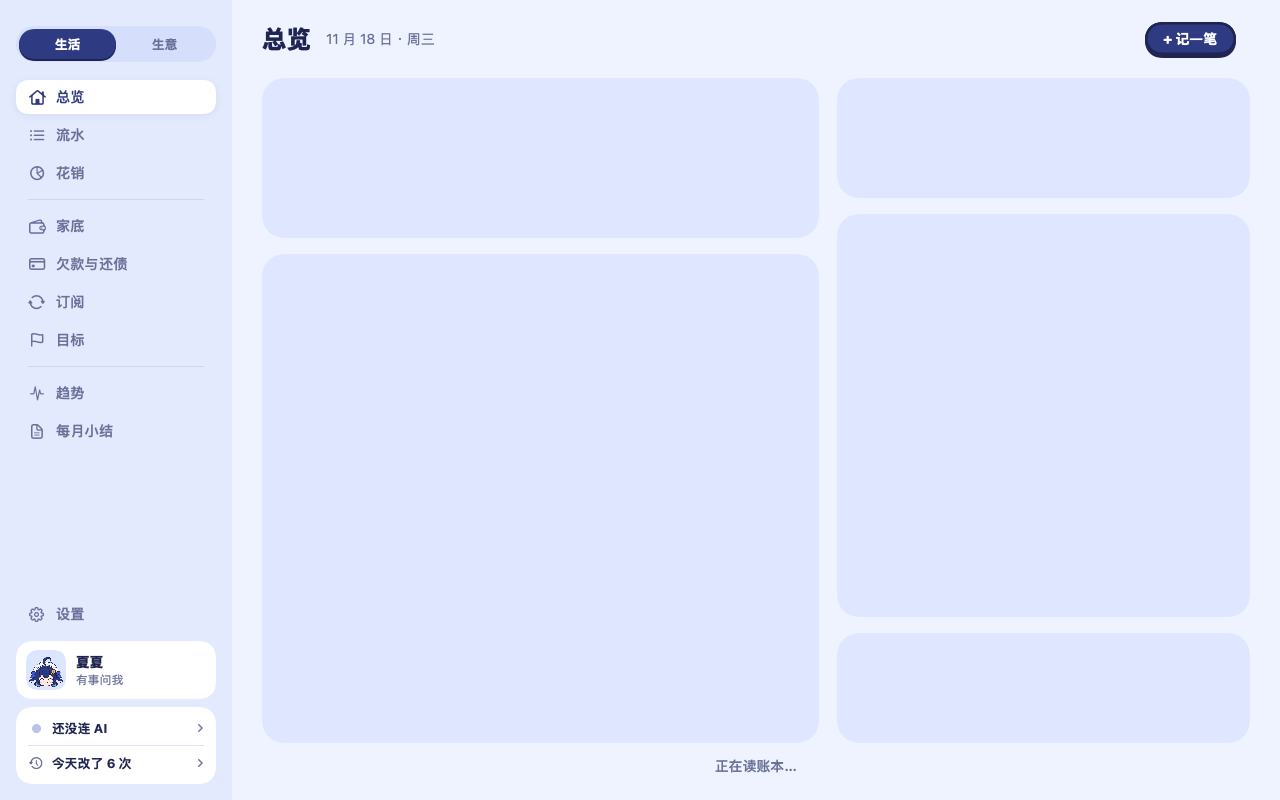 生活
生意
总览
流水
花销
家底
欠款与还债
订阅
目标
趋势
每月小结
设置
夏夏
有事问我
还没连 AI
今天改了 6 次
总览
11 月 18 日 · 周三
+ 记一笔
正在读账本...